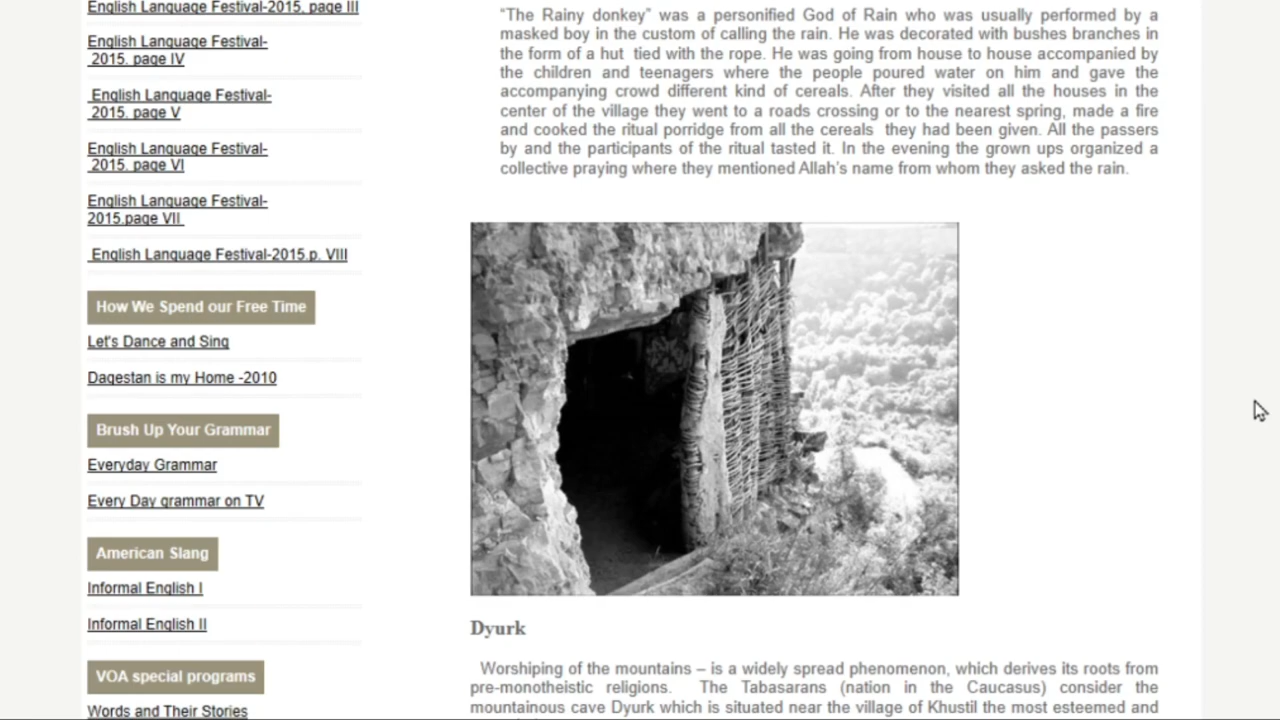 English Language Festival-2015. page III
English Language Festival-
2015. page IV
English Language Festival-
2015. page V
English Language Festival-
2015. page VI
English Language Festival-
2015.page VII
English Language Festival-2015.p. VIII
How We Spend our Free Time
Let's Dance and Sing
Dagestan is my Home -2010
Brush Up Your Grammar
Everyday Grammar
Every Day grammar on TV
American Slang
Informal English I
Informal English II
VOA special programs
Words and Their Stories
“The Rainy donkey” was a personified God of Rain who was usually performed by a
masked boy in the custom of calling the rain. He was decorated with bushes branches in
the form of a hut tied with the rope. He was going from house to house accompanied by
the children and teenagers where the people poured water on him and gave the
accompanying crowd different kind of cereals. After they visited all the houses in the
center of the village they went to a roads crossing or to the nearest spring, made a fire
and cooked the ritual porridge from all the cereals they had been given. All the passers
by and the participants of the ritual tasted it. In the evening the grown ups organized a
collective praying where they mentioned Allah’s name from whom they asked the rain.
Dyurk
Worshiping of the mountains – is a widely spread phenomenon, which derives its roots from
pre-monotheistic religions. The Tabasarans (nation in the Caucasus) consider the
mountainous cave Dyurk which is situated near the village of Khustil the most esteemed and